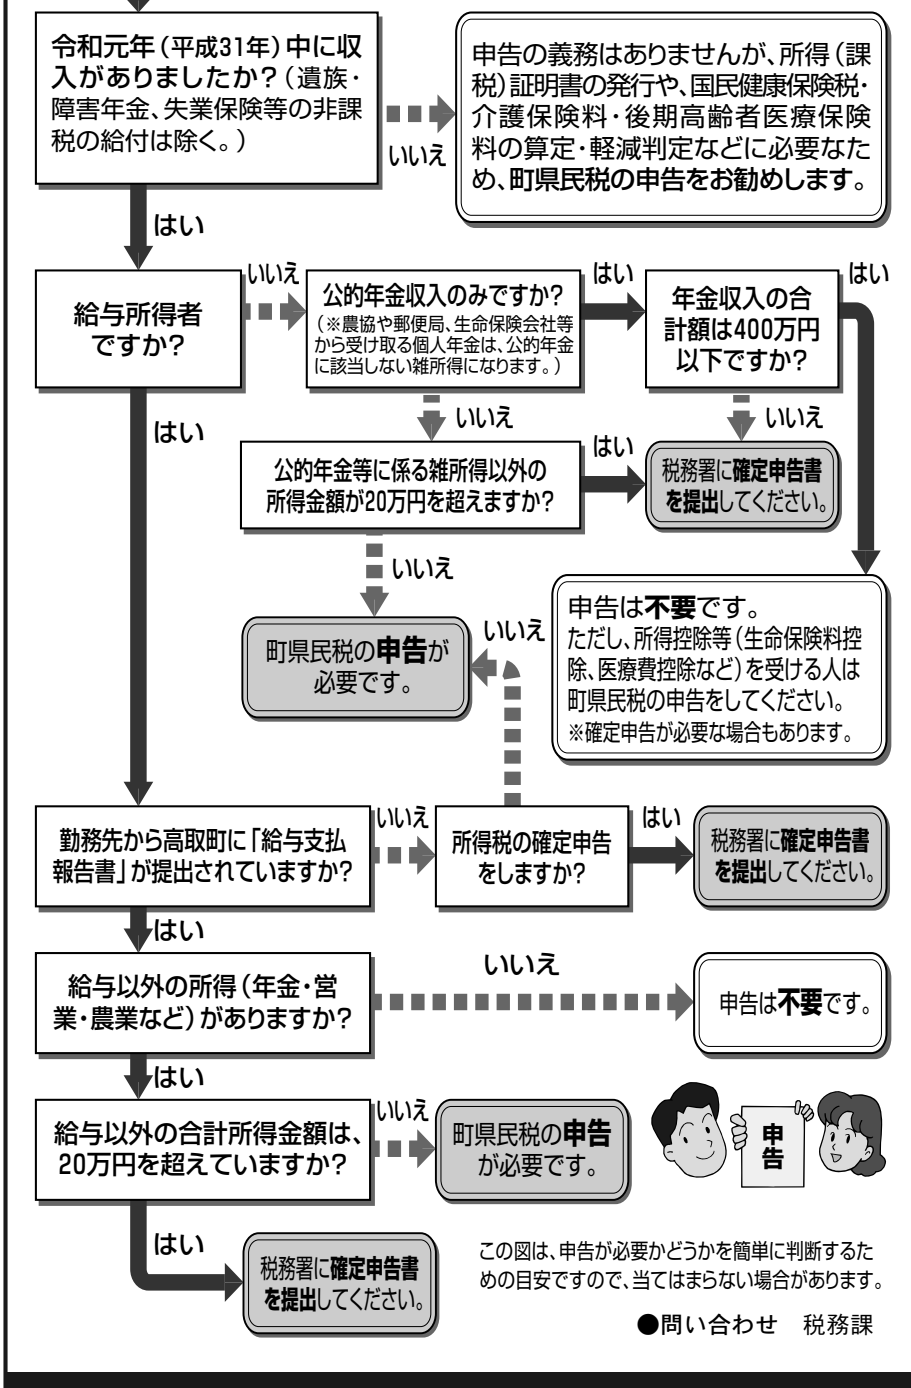 令和元年(平成31年)中に収
入がありましたか?(遺族・
障害年金、失業保険等の非課
税の給付は除く。)
いいえ
申告の義務はありませんが、所得(課
税)証明書の発行や、国民健康保険税・
介護保険料・後期高齢者医療保険
料の算定・軽減判定などに必要なた
め、町県民税の申告をお勧めします。
はい
給与所得者
ですか?
いいえ
公的年金収入のみですか?
(※農協や郵便局、生命保険会社等
から受け取る個人年金は、公的年金
に該当しない雑所得になります。)
はい
年金収入の合
計額は400万円
以下ですか?
はい
はい
いいえ
いいえ
公的年金等に係る雑所得以外の
所得金額が20万円を超えますか?
はい
税務署に確定申告書
を提出してください。
いいえ
町県民税の申告が
必要です。
いいえ
申告は不要です。
ただし、所得控除等(生命保険料控
除、医療費控除など)を受ける人は
町県民税の申告をしてください。
※確定申告が必要な場合もあります。
勤務先から高取町に「給与支払
報告書」が提出されていますか?
いいえ
所得税の確定申告
をしますか?
はい
税務署に確定申告書
を提出してください。
はい
給与以外の所得(年金・営
業・農業など)がありますか?
いいえ
申告は不要です。
はい
給与以外の合計所得金額は、
20万円を超えていますか?
いいえ
町県民税の申告
が必要です。
申
告
はい
税務署に確定申告書
を提出してください。
この図は、申告が必要かどうかを簡単に判断するた
めの目安ですので、当てはまらない場合があります。
●問い合わせ 税務課